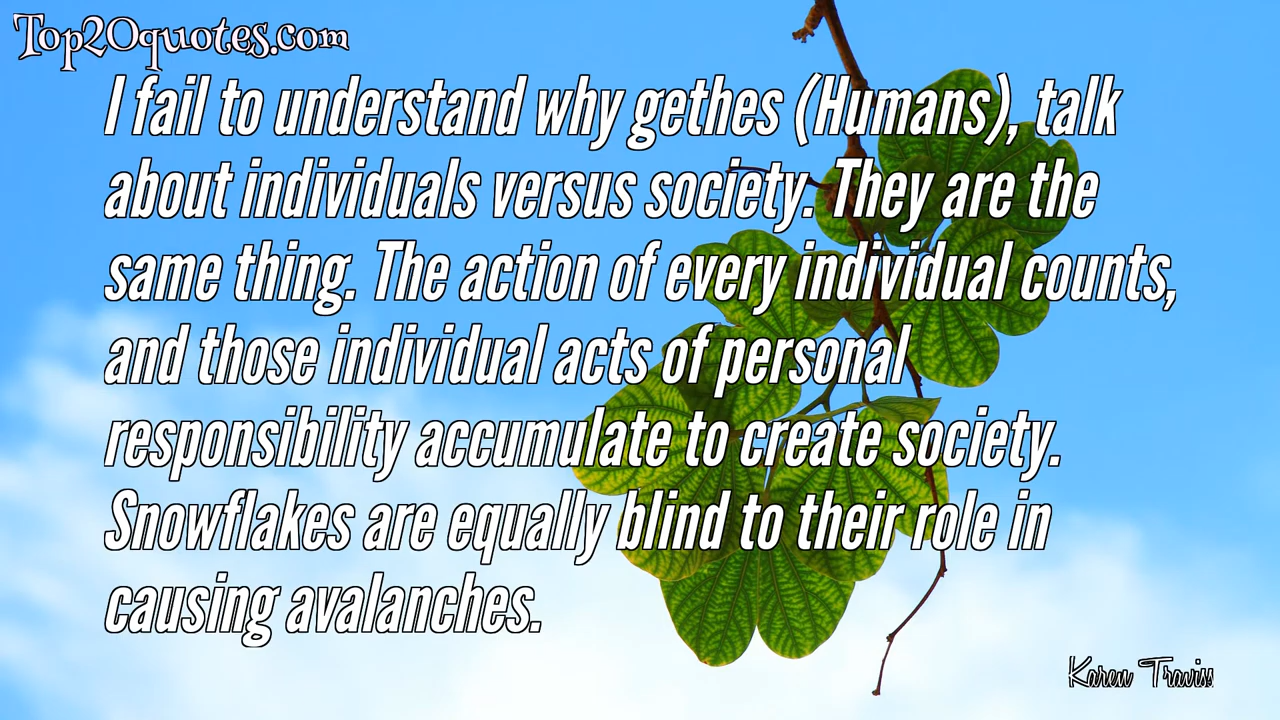 Top20quotes.com
I fail to understand why gethes (Humans), talk
about individuals versus society. They are the
same thing. The action of every individual counts,
and those individual acts of personal
responsibility accumulate to create society.
Snowflakes are equally blind to their role in
causing avalanches.
Karen Traviss